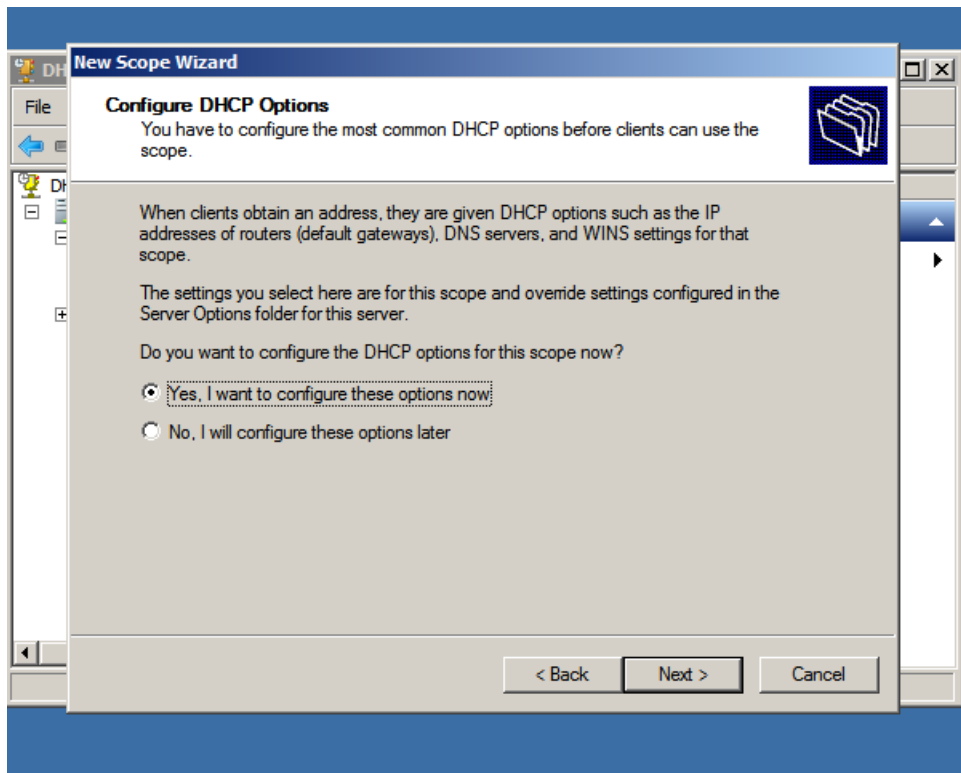 New Scope Wizard
DH
File
Configure DHCP Options
You have to configure the most common DHCP options before clients can use the
scope.
DH
When clients obtain an address, they are given DHCP options such as the IP
addresses of routers (default gateways), DNS servers, and WINS settings for that
scope.
The settings you select here are for this scope and override settings configured in the
Server Options folder for this server.
Do you want to configure the DHCP options for this scope now?
Yes, I want to configure these options now
No, I will configure these options later
< Back
Next >
Cancel